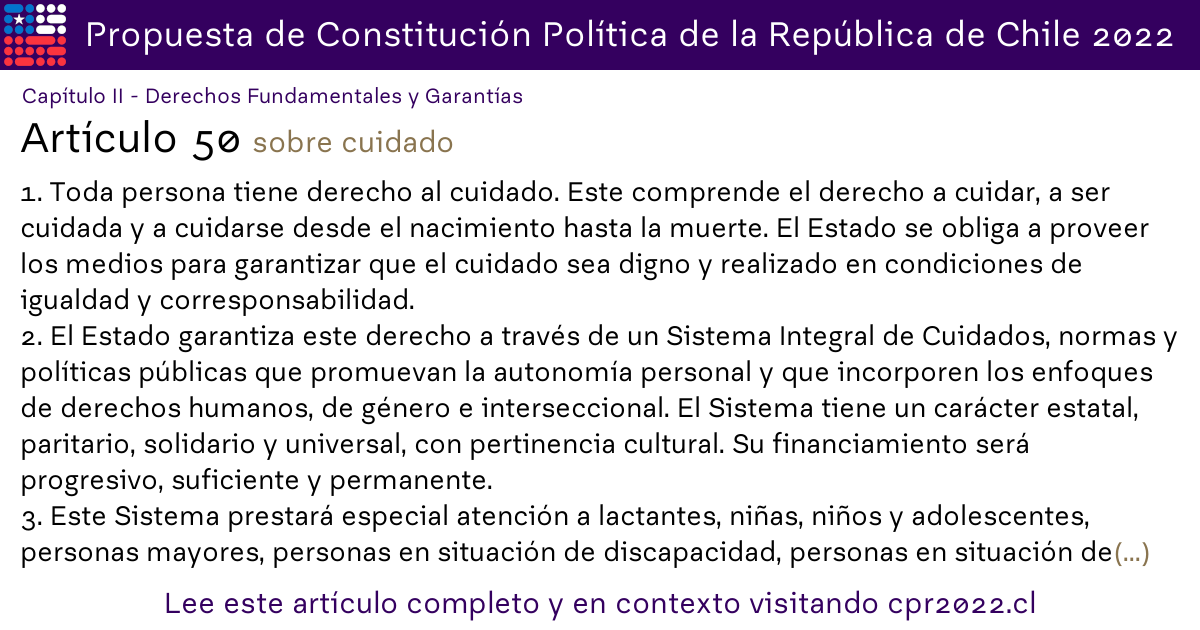 Propuesta de Constitución Política de la República de Chile 2022
Capítulo II - Derechos Fundamentales y Garantías
Artículo 50 sobre cuidado
1. Toda persona tiene derecho al cuidado. Este comprende el derecho a cuidar, a ser
cuidada y a cuidarse desde el nacimiento hasta la muerte. El Estado se obliga a proveer
los medios para garantizar que el cuidado sea digno y realizado en condiciones de
igualdad y corresponsabilidad.
2. El Estado garantiza este derecho a través de un Sistema Integral de Cuidados, normas y
políticas públicas que promuevan la autonomía personal y que incorporen los enfoques
de derechos humanos, de género e interseccional. El Sistema tiene un carácter estatal,
paritario, solidario y universal, con pertinencia cultural. Su financiamiento será
progresivo, suficiente y permanente.
3. Este Sistema prestará especial atención a lactantes, niñas, niños y adolescentes,
personas mayores, personas en situación de discapacidad, personas en situación de(...)
Lee este artículo completo y en contexto visitando cpr2022.cl